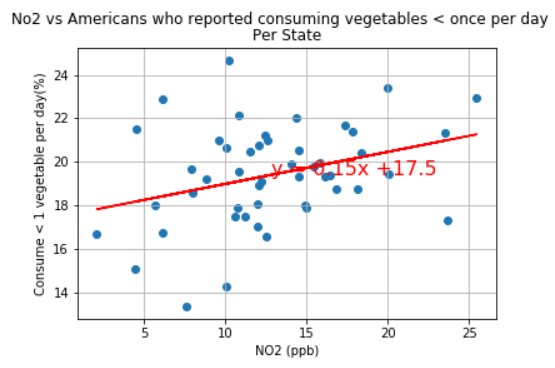 No2 vs Americans who reported consuming vegetables < once per day
Per State
Consume < 1 vegetable per day(%)
24
22
20
18
16
14
y = 0.15x +17.5
5
10
15
20
25
NO2 (ppb)